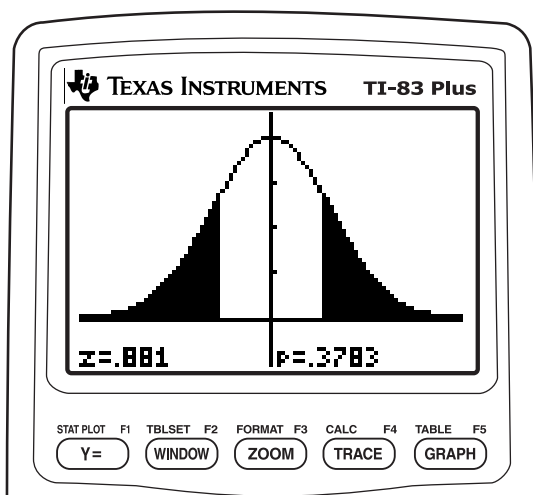 TEXAS INSTRUMENTS TI-83 Plus
z=.881 p=.3783
STAT PLOT F1 TBLSET F2 FORMAT F3 CALC F4 TABLE F5
Y= WINDOW ZOOM TRACE GRAPH